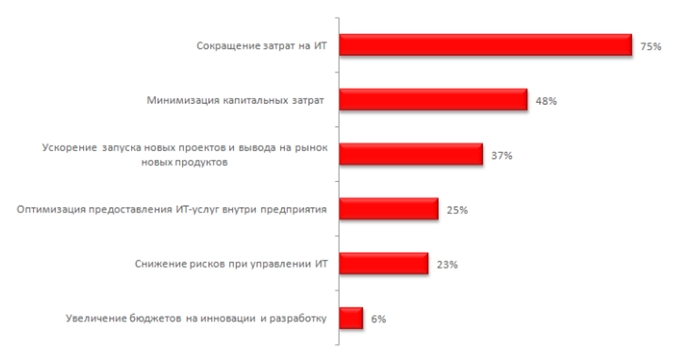 Сокращение затрат на ИТ
75%
Минимизация капитальных затрат
48%
Ускорение запуска новых проектов и вывода на рынок
новых продуктов
37%
Оптимизация предоставления ИТ-услуг внутри предприятия
25%
Снижение рисков при управлении ИТ
23%
Увеличение бюджетов на инновации и разработку
6%